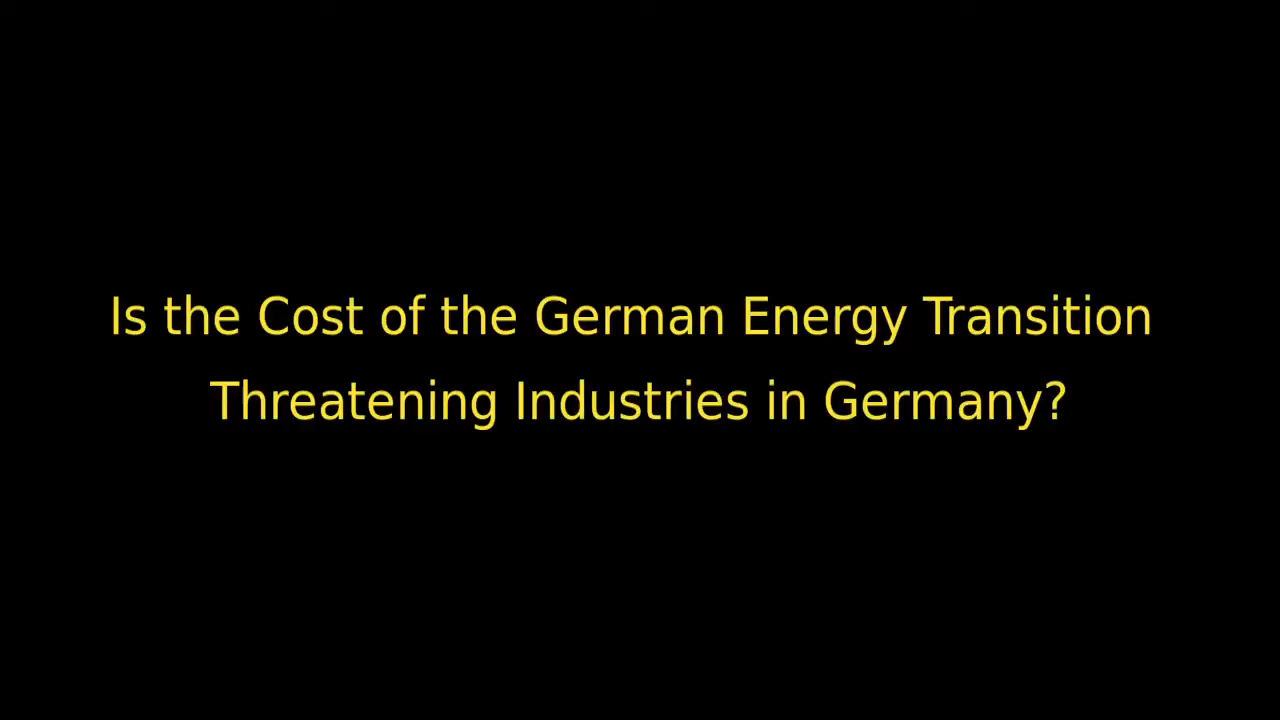 Is the Cost of the German Energy Transition
Threatening Industries in Germany?